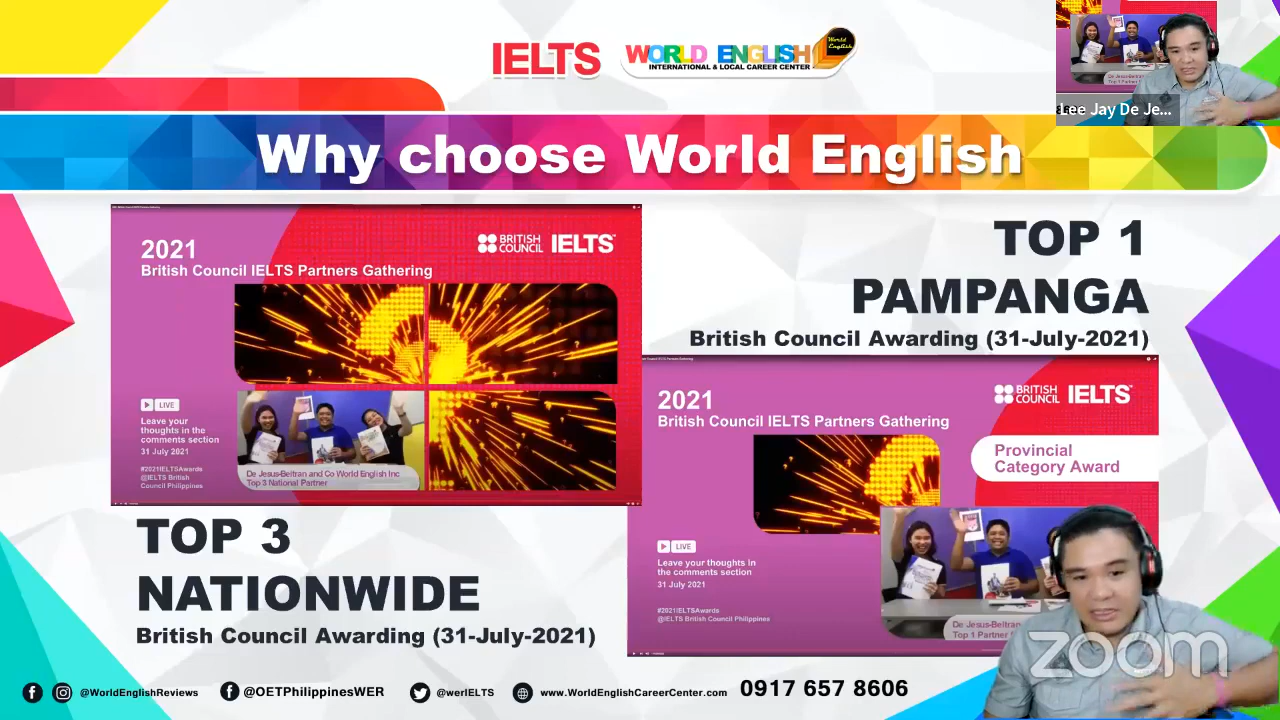 IELTS
WORLD ENGLISH
INTERNATIONAL & LOCAL CAREER CENTER
World English
Lee Jay De Je...
Why choose World English
2021
British Council IELTS Partners Gathering
BRITISH COUNCIL IELTS
LIVE
Leave your
thoughts in the
comments section
31 July 2021
#2021IELTSAwards
@IELTS British
Council Philippines
De Jesus-Beltran and Co World English Inc
Top 3 National Partner
TOP 3
NATIONWIDE
British Council Awarding (31-July-2021)
TOP 1
PAMPANGA
British Council Awarding (31-July-2021)
2021
British Council IELTS Partners Gathering
BRITISH COUNCIL IELTS
Provincial
Category Award
LIVE
Leave your thoughts in
the comments section
31 July 2021
#2021IELTSAwards
@IELTS British Council Philippines
De Jesus-Beltran
Top 1 Partner
zoom
@WorldEnglishReviews
@OETPhilippinesWER
@werIELTS
www.WorldEnglishCareerCenter.com
0917 657 8606